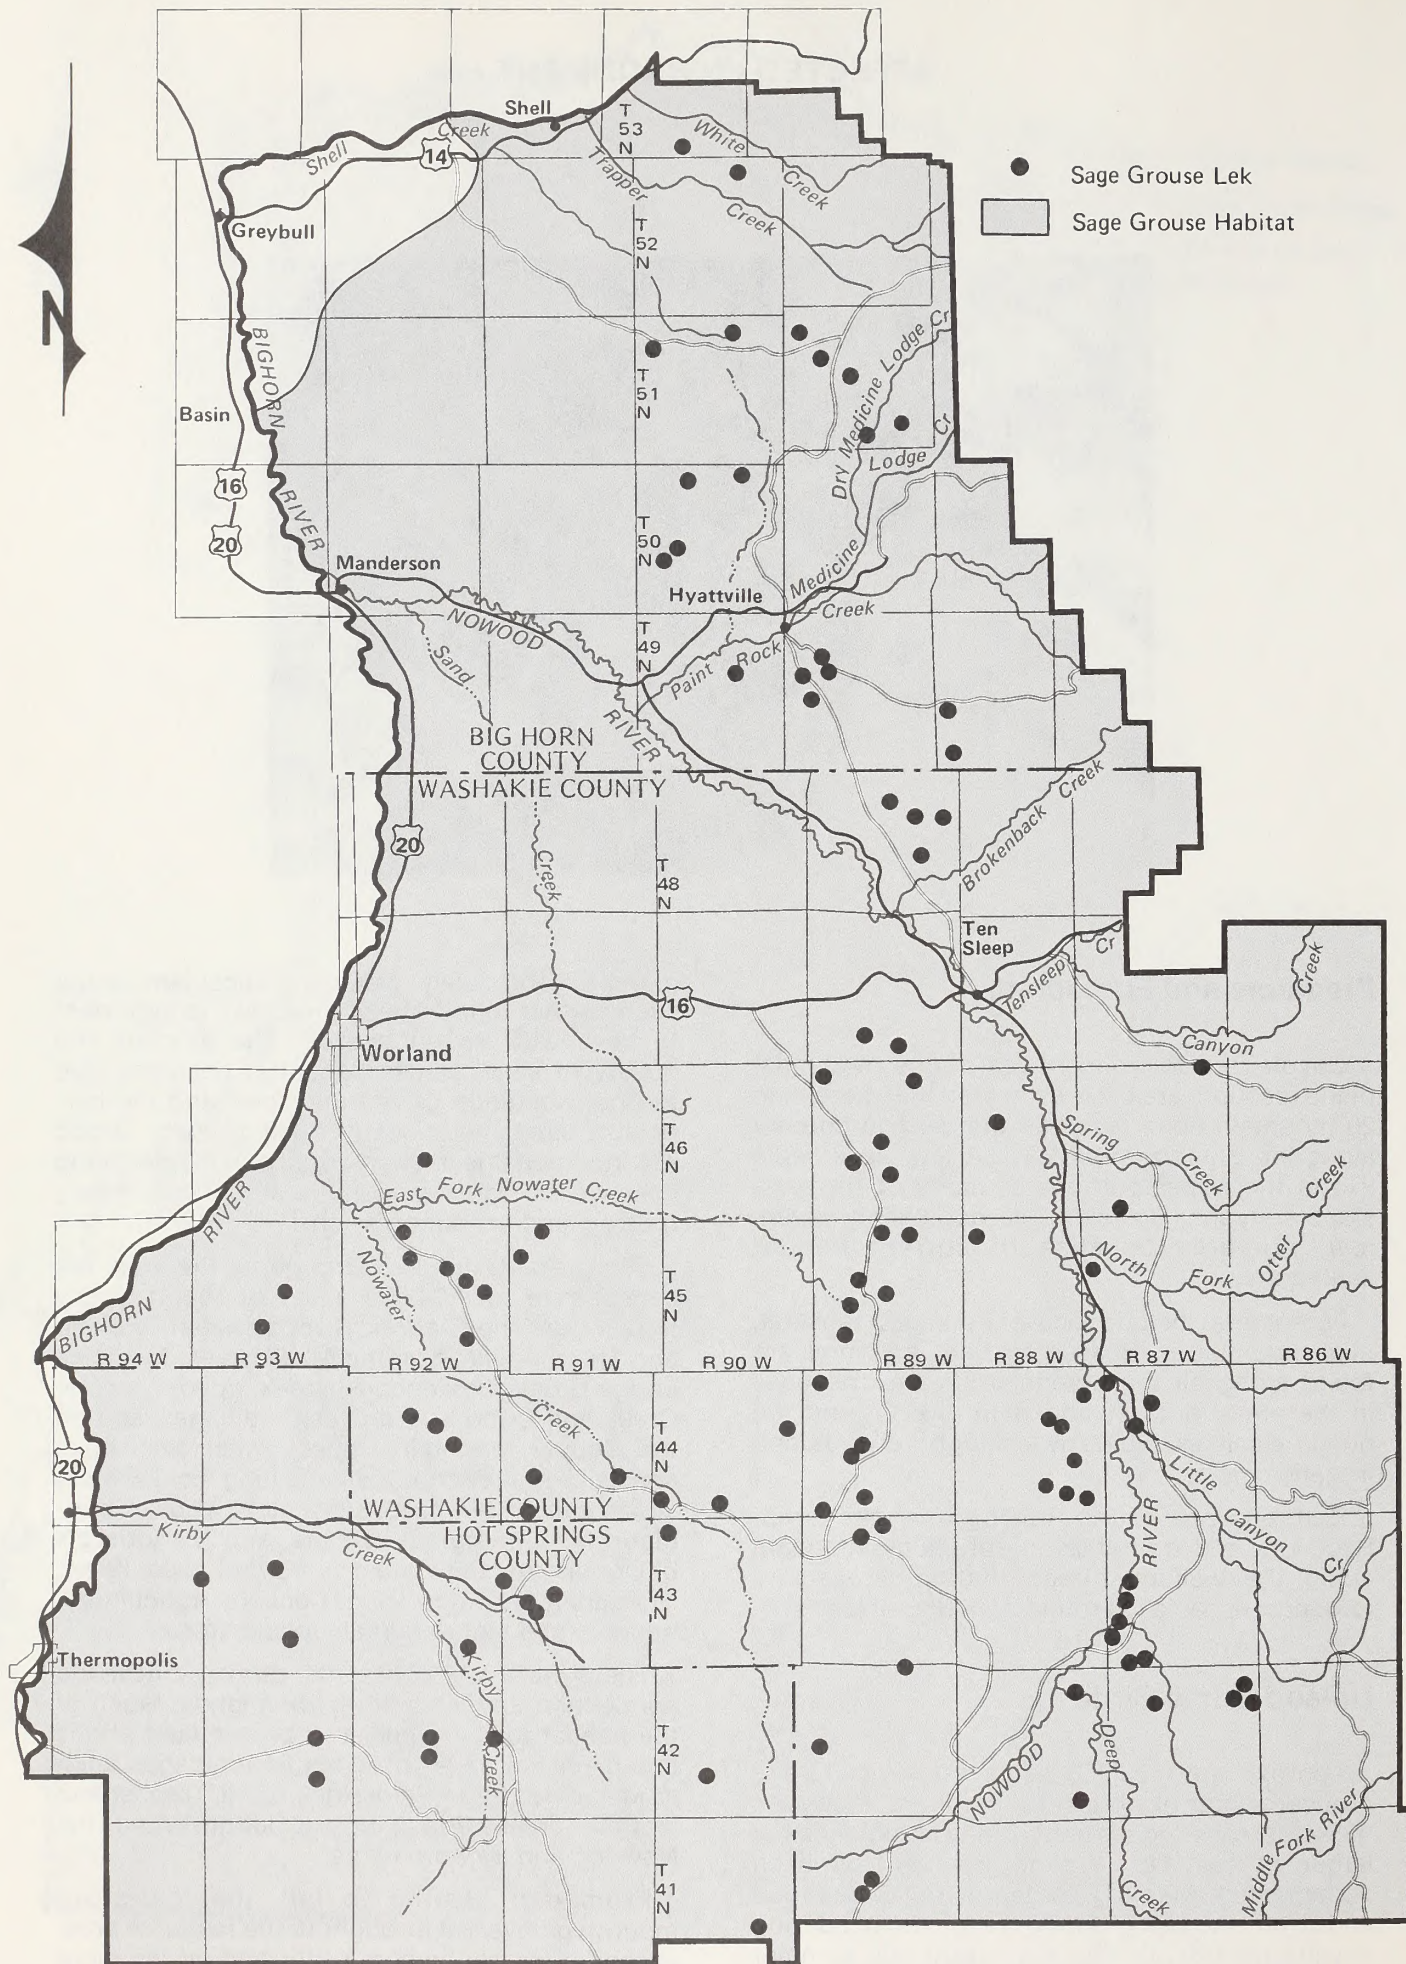 Shell
Creek
Shell
14
T
53
N
White
Creek
Trapper
Creek
Sage Grouse Lek
Sage Grouse Habitat
N
Greybull
T
52
N
BIGHORN
RIVER
Basin
16
20
T
51
N
Dry Medicine Lodge Cr
Lodge Cr
Medicine
T
50
N
Manderson
Hyattville
Creek
NOWOOD
RIVER
T
49
N
Paint Rock
Sand
BIG HORN
COUNTY
WASHAKIE COUNTY
20
Creek
T
48
N
Brokenback Creek
Ten
Sleep
Tensleep Cr
Creek
16
Canyon
Worland
T
46
N
Spring
Creek
Creek
East Fork Nowater Creek
RIVER
Nowater
North
Fork
Otter
T
45
N
BIGHORN
R 94 W
R 93 W
R 92 W
R 91 W
R 90 W
R 89 W
R 88 W
R 87 W
R 86 W
Creek
T
44
N
20
Little
Canyon
Cr
WASHAKIE COUNTY
HOT SPRINGS
COUNTY
Kirby
Creek
RIVER
T
43
N
Thermopolis
Kirby
Creek
T
42
N
NOWOOD
Deep
Creek
Middle Fork River
T
41
N